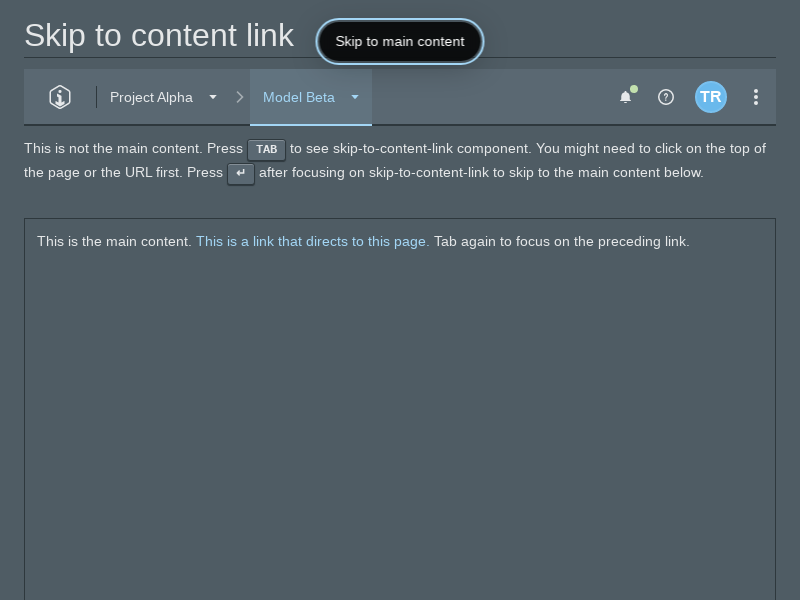 Skip to content link
Skip to main content
Project Alpha
Model Beta
TR
This is not the main content. Press TAB to see skip-to-content-link component. You might need to click on the top of
the page or the URL first. Press ↵ after focusing on skip-to-content-link to skip to the main content below.
This is the main content. This is a link that directs to this page. Tab again to focus on the preceding link.